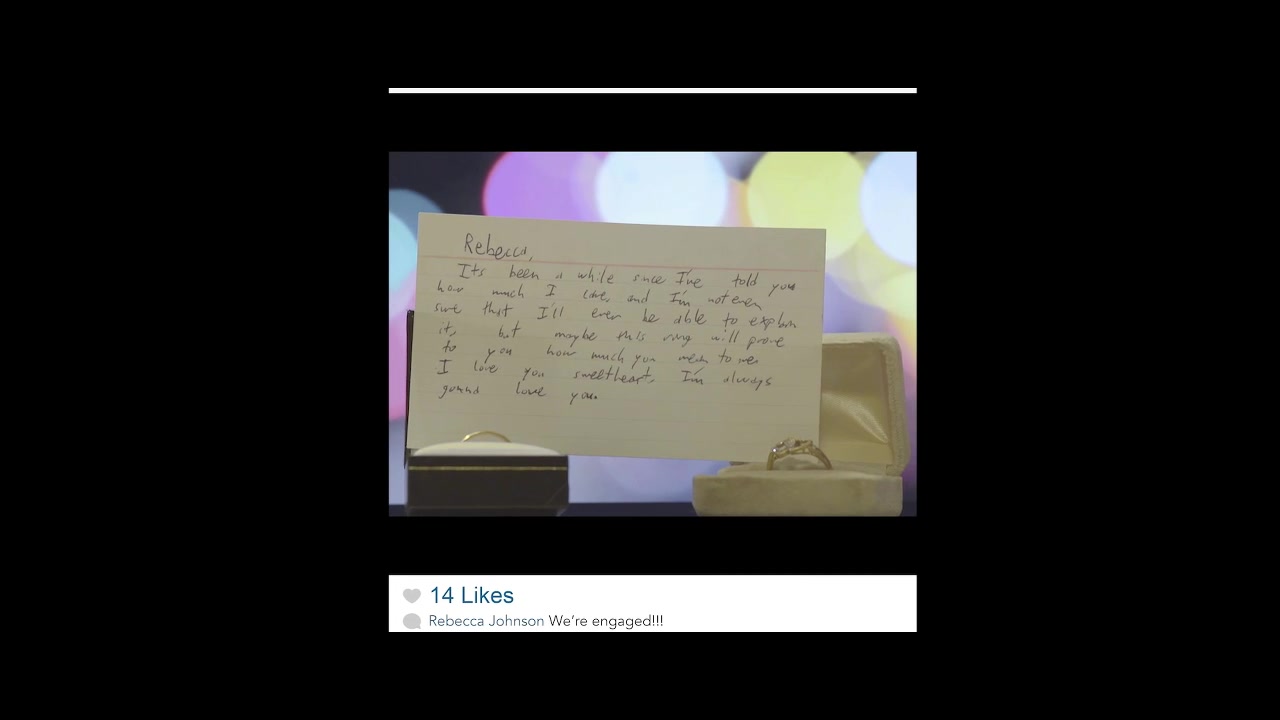 Rebecca,
Its been a while since I've told you
how much I care, and I'm not even
sure that I'll ever be able to explain
it, but maybe this ring will prove
to you how much you mean to me.
I love you sweetheart. I'm always
gonna love you.
14 Likes
Rebecca Johnson We're engaged!!!